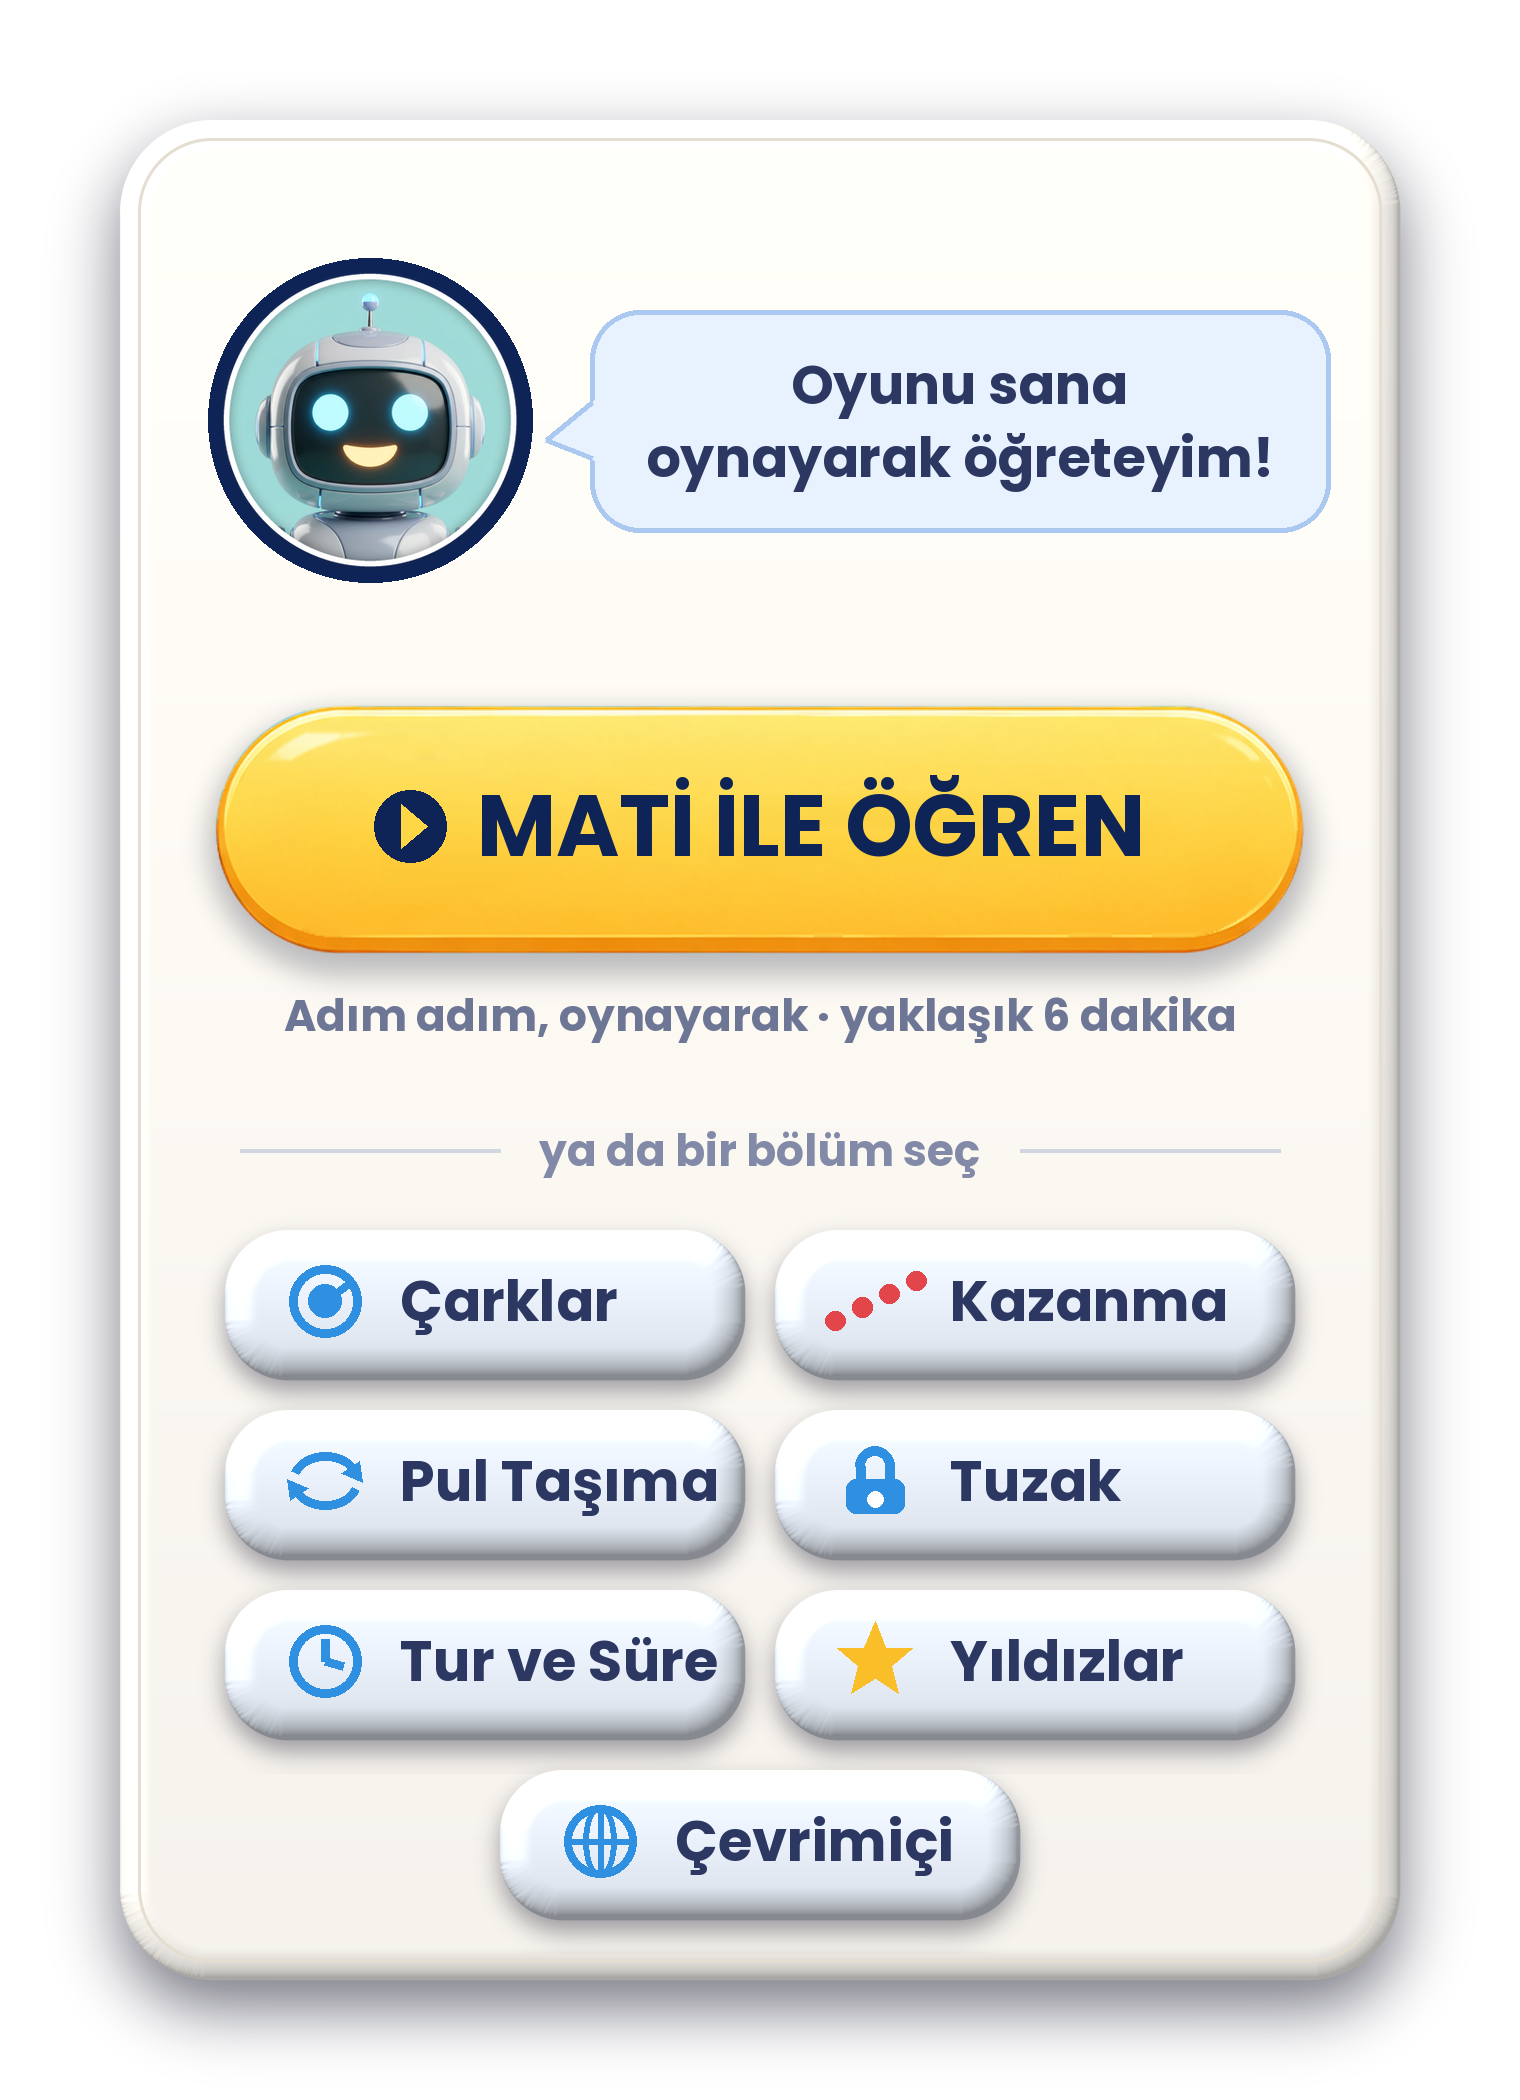 Oyunu sana
oynayarak öğreteyim!
MATİ İLE ÖĞREN
Adım adım, oynayarak · yaklaşık 6 dakika
ya da bir bölüm seç
Çarklar
Kazanma
Pul Taşıma
Tuzak
Tur ve Süre
Yıldızlar
Çevrimiçi